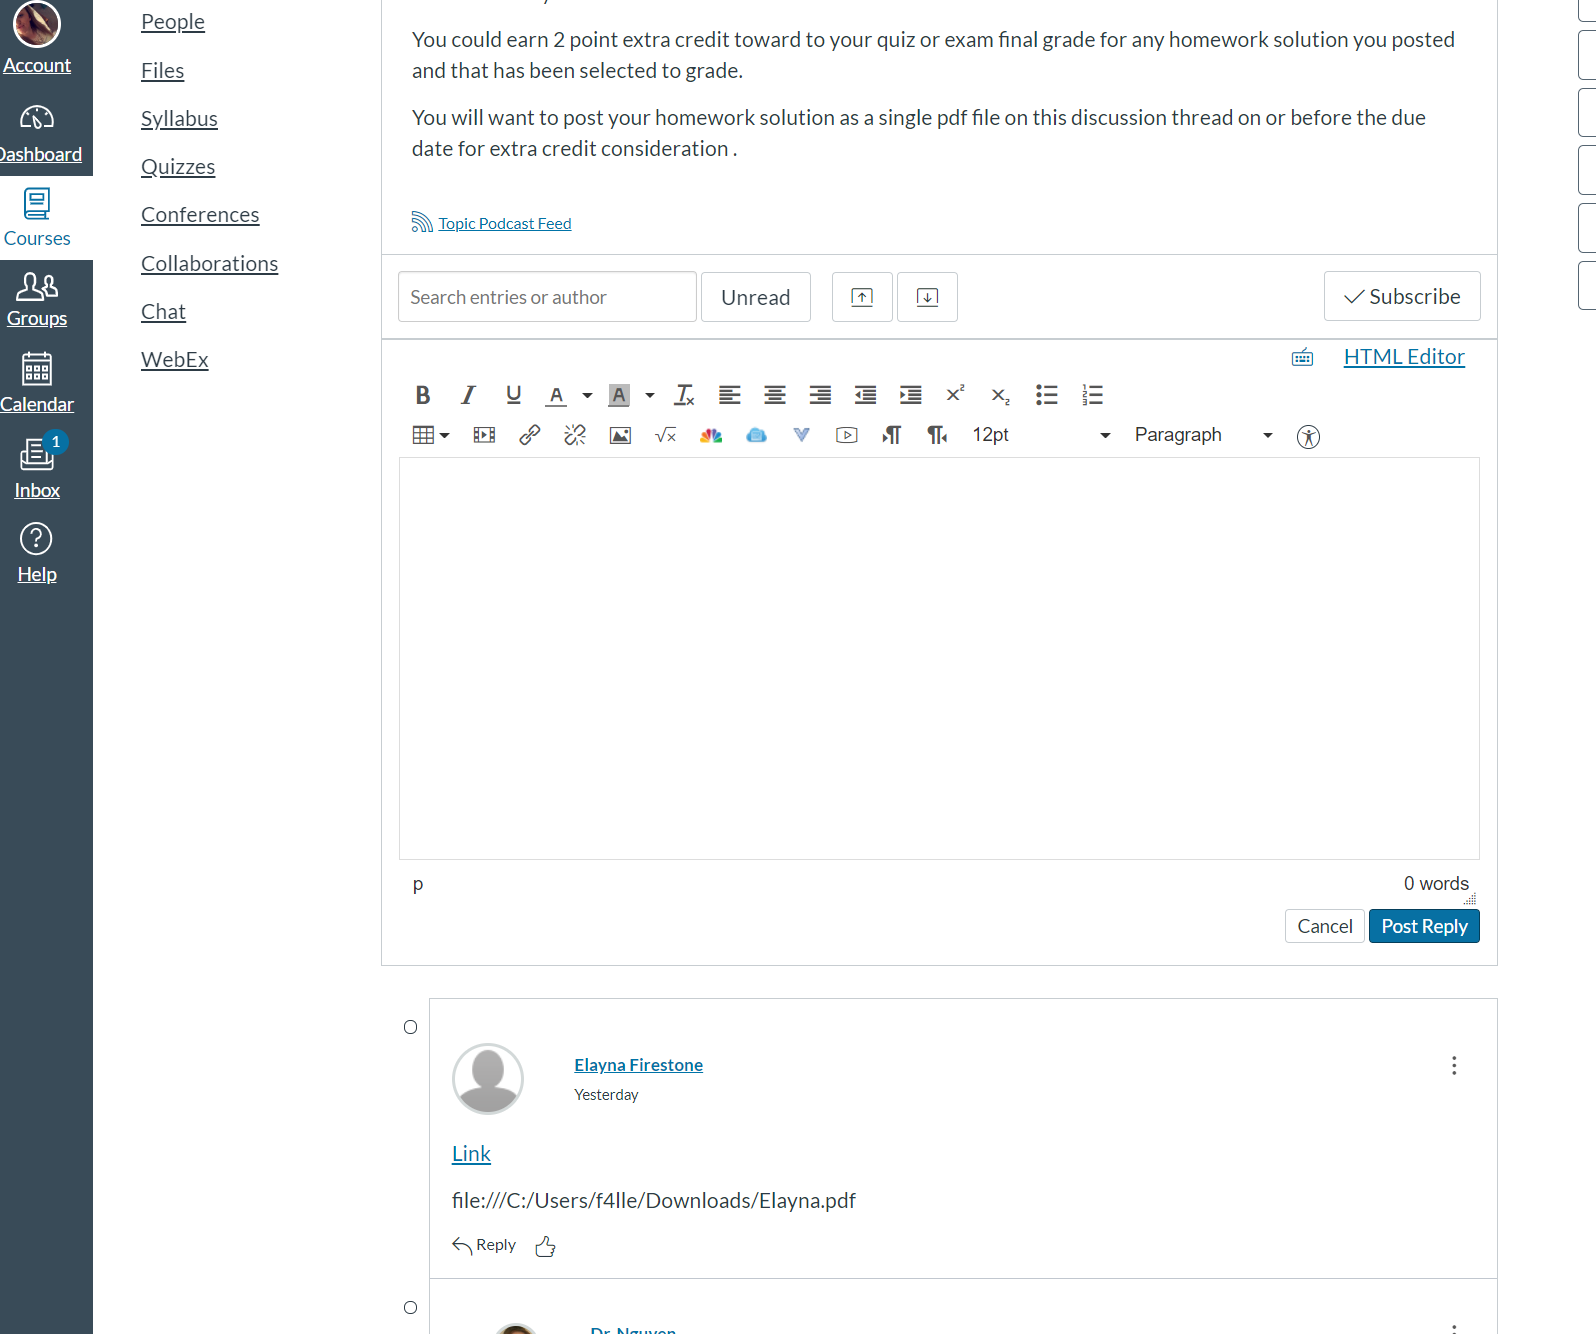 Account
Dashboard
Courses
Groups
Calendar
1
Inbox
Help
People
Files
Syllabus
Quizzes
Conferences
Collaborations
Chat
WebEx
You could earn 2 point extra credit toward to your quiz or exam final grade for any homework solution you posted
and that has been selected to grade.
You will want to post your homework solution as a single pdf file on this discussion thread on or before the due
date for extra credit consideration .
Topic Podcast Feed
Search entries or author
Unread
Subscribe
HTML Editor
12pt
Paragraph
p
0 words
Cancel
Post Reply
Elayna Firestone
Yesterday
Link
file:///C:/Users/f4lle/Downloads/Elayna.pdf
Reply
Dr. Nguyen